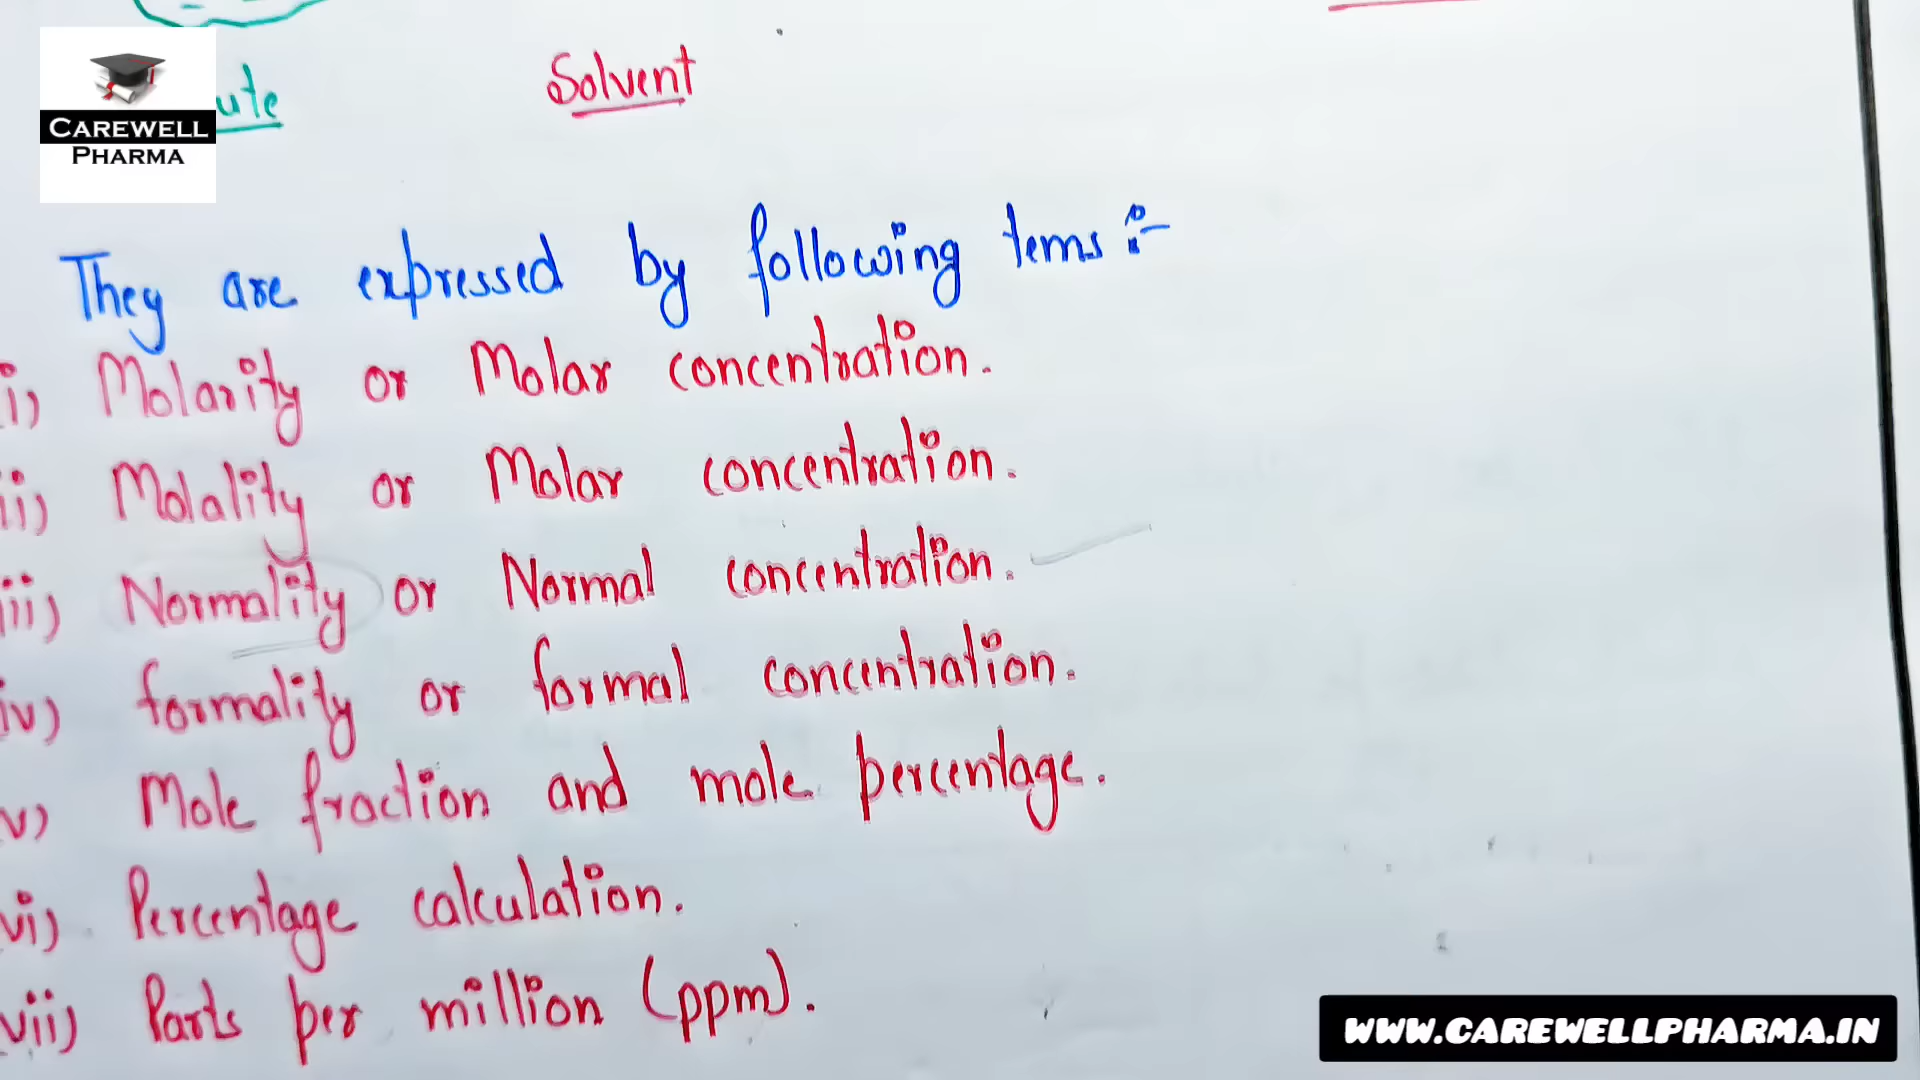 ute Solvent
CAREWELL
PHARMA
They are expressed by following tems :-
i) Molarity or Molar concentration.
ii) Molality or Molar concentration.
iii) Normality or Normal concentration.
iv) formality or formal concentration.
v) Mole fraction and mole percentage.
vi) Percentage calculation.
vii) Parts per million (ppm).
WWW.CAREWELLPHARMA.IN